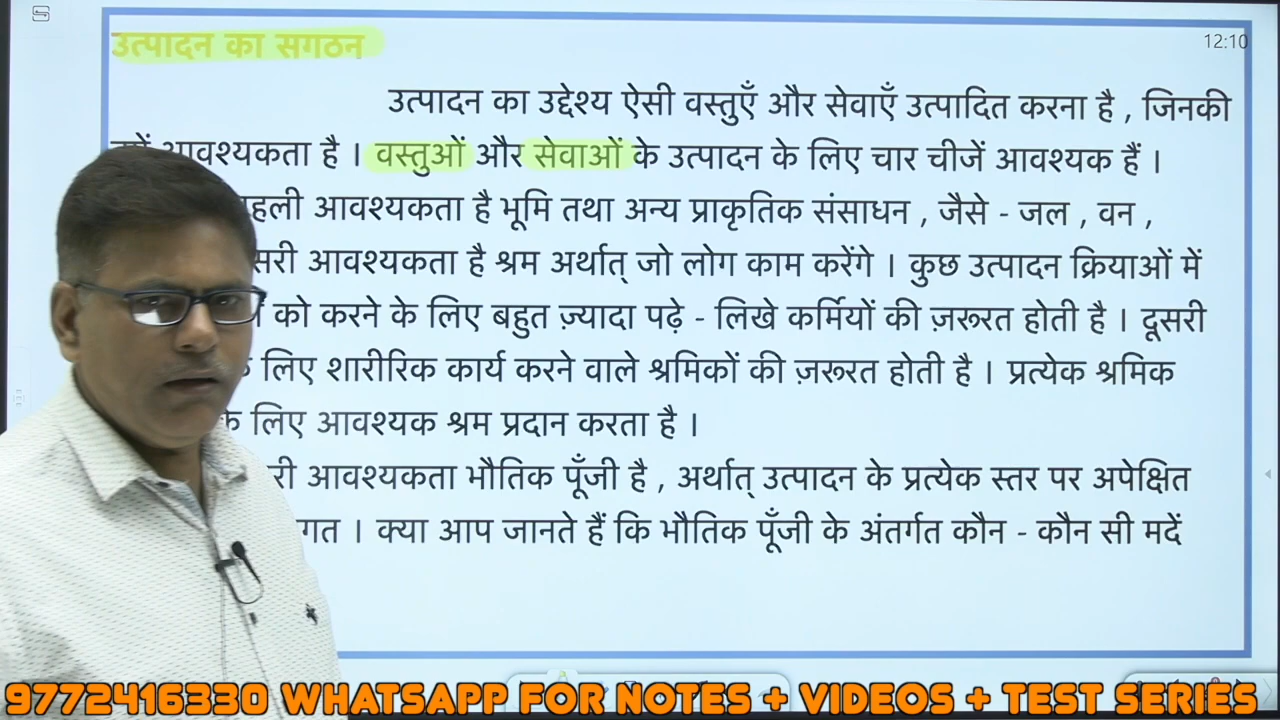 उत्पादन का सगठन
12:10
उत्पादन का उद्देश्य ऐसी वस्तुएँ और सेवाएँ उत्पादित करना है , जिनकी
आवश्यकता है । वस्तुओं और सेवाओं के उत्पादन के लिए चार चीजें आवश्यक हैं ।
आवश्यकता है भूमि तथा अन्य प्राकृतिक संसाधन , जैसे - जल , वन ,
आवश्यकता है श्रम अर्थात् जो लोग काम करेंगे । कुछ उत्पादन क्रियाओं में
को करने के लिए बहुत ज़्यादा पढ़े - लिखे कर्मियों की ज़रूरत होती है । दूसरी
लिए शारीरिक कार्य करने वाले श्रमिकों की ज़रूरत होती है । प्रत्येक श्रमिक
लिए आवश्यक श्रम प्रदान करता है ।
आवश्यकता भौतिक पूँजी है , अर्थात् उत्पादन के प्रत्येक स्तर पर अपेक्षित
। क्या आप जानते हैं कि भौतिक पूँजी के अंतर्गत कौन - कौन सी मदें
9772416330 WHATSAPP FOR NOTES + VIDEOS + TEST SERIES